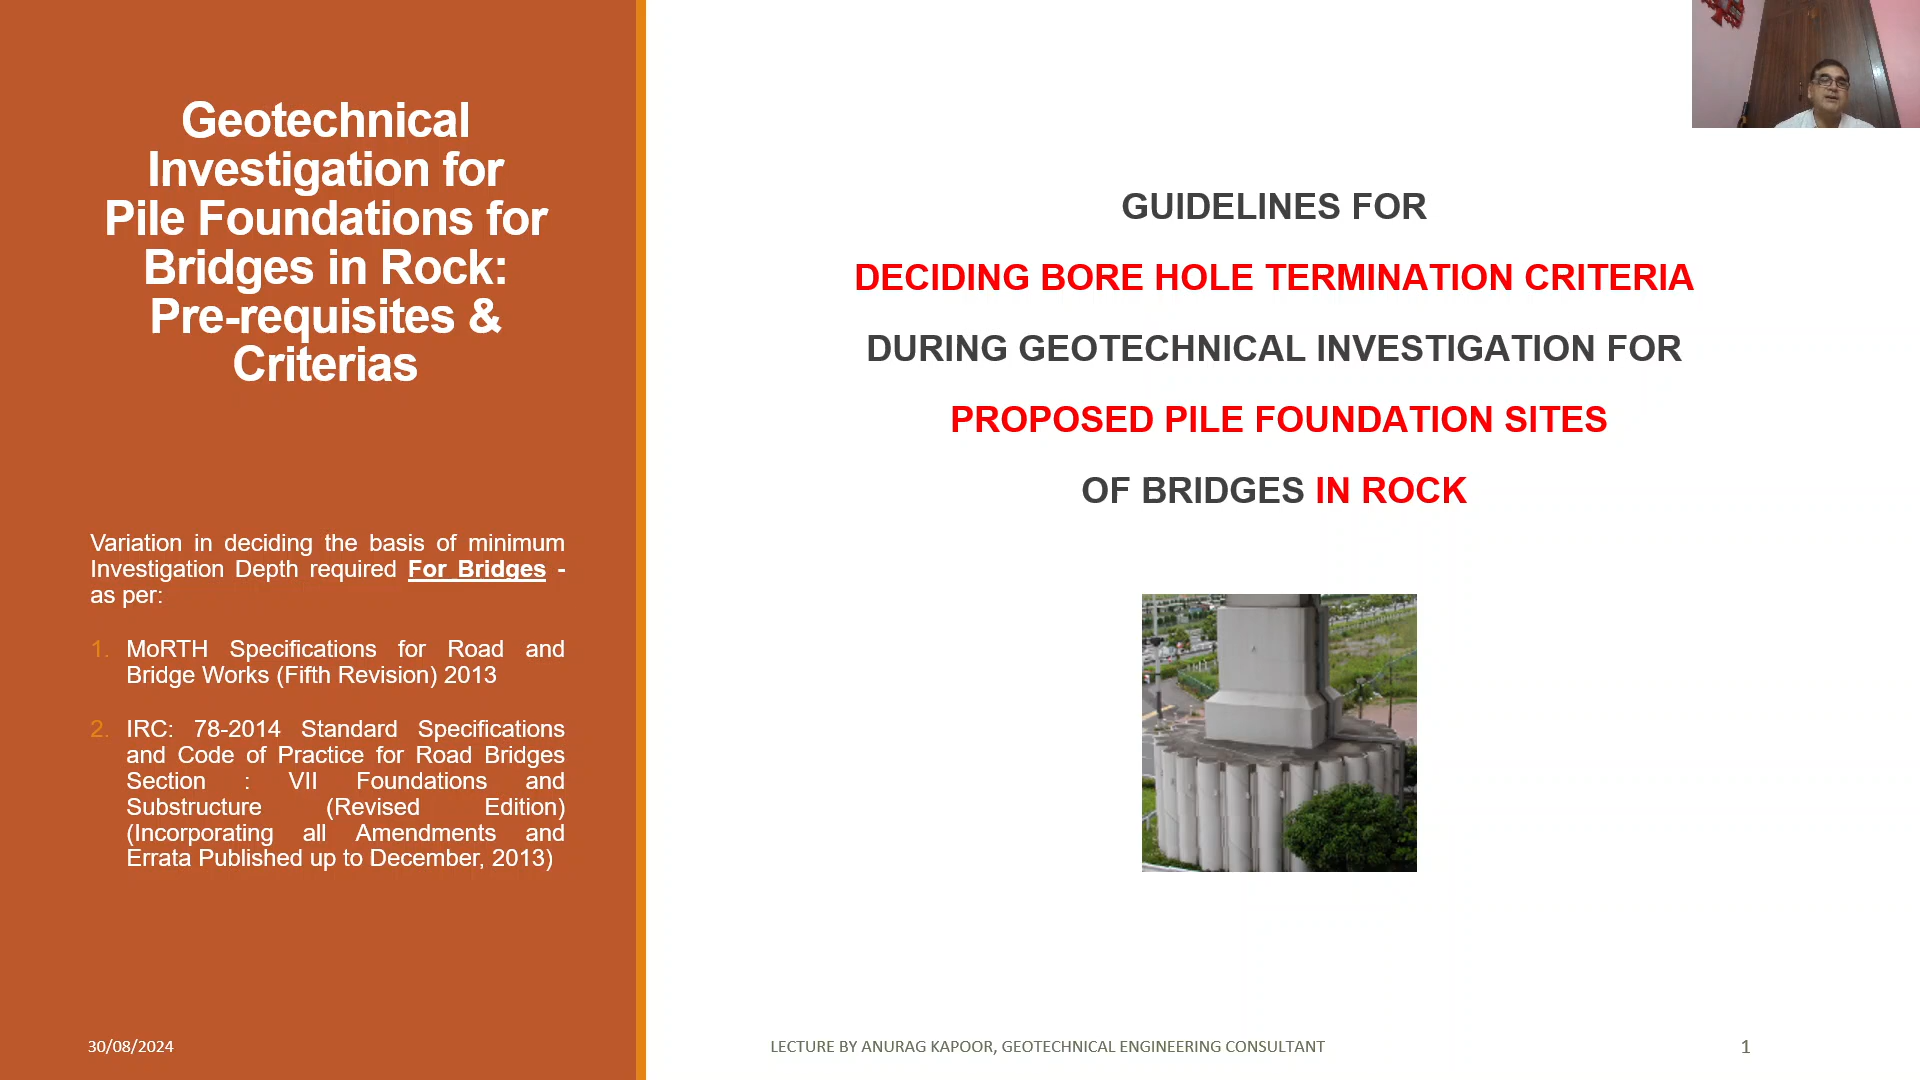 Geotechnical
Investigation for
Pile Foundations for
Bridges in Rock:
Pre-requisites &
Criterias
Variation in deciding the basis of minimum
Investigation Depth required For Bridges -
as per:
1. MoRTH Specifications for Road and
Bridge Works (Fifth Revision) 2013
2. IRC: 78-2014 Standard Specifications
and Code of Practice for Road Bridges
Section : VII Foundations and
Substructure (Revised Edition)
(Incorporating all Amendments and
Errata Published up to December, 2013)
30/08/2024
GUIDELINES FOR
DECIDING BORE HOLE TERMINATION CRITERIA
DURING GEOTECHNICAL INVESTIGATION FOR
PROPOSED PILE FOUNDATION SITES
OF BRIDGES IN ROCK
LECTURE BY ANURAG KAPOOR, GEOTECHNICAL ENGINEERING CONSULTANT
1